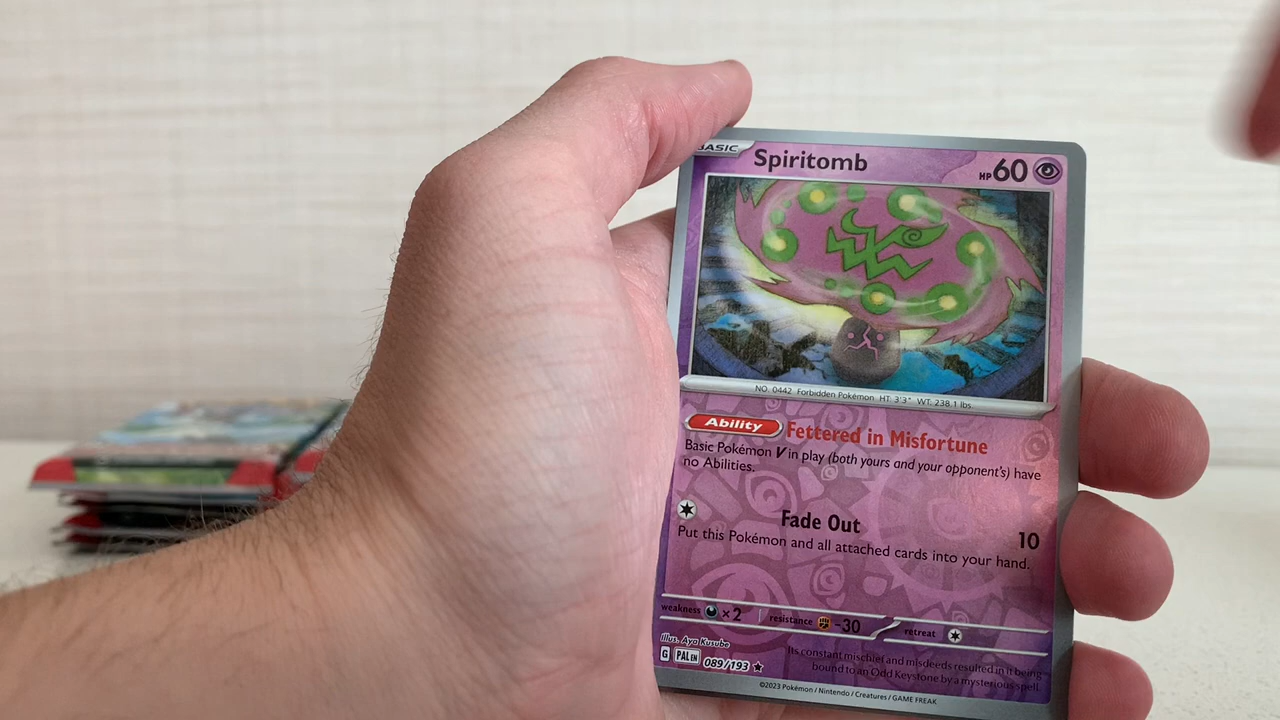 BASIC Spiritomb HP 60
NO. 0442 Forbidden Pokémon HT: 3'3" WT: 238.1 lbs.
Ability Fettered in Misfortune
Basic Pokémon V in play (both yours and your opponent's) have
no Abilities.
Fade Out 10
Put this Pokémon and all attached cards into your hand.
weakness ×2 resistance -30 retreat
Illus. Aya Kusube
G PAL EN 089/193 ★
Its constant mischief and misdeeds resulted in it being
bound to an Odd Keystone by a mysterious spell.
©2023 Pokémon / Nintendo / Creatures / GAME FREAK